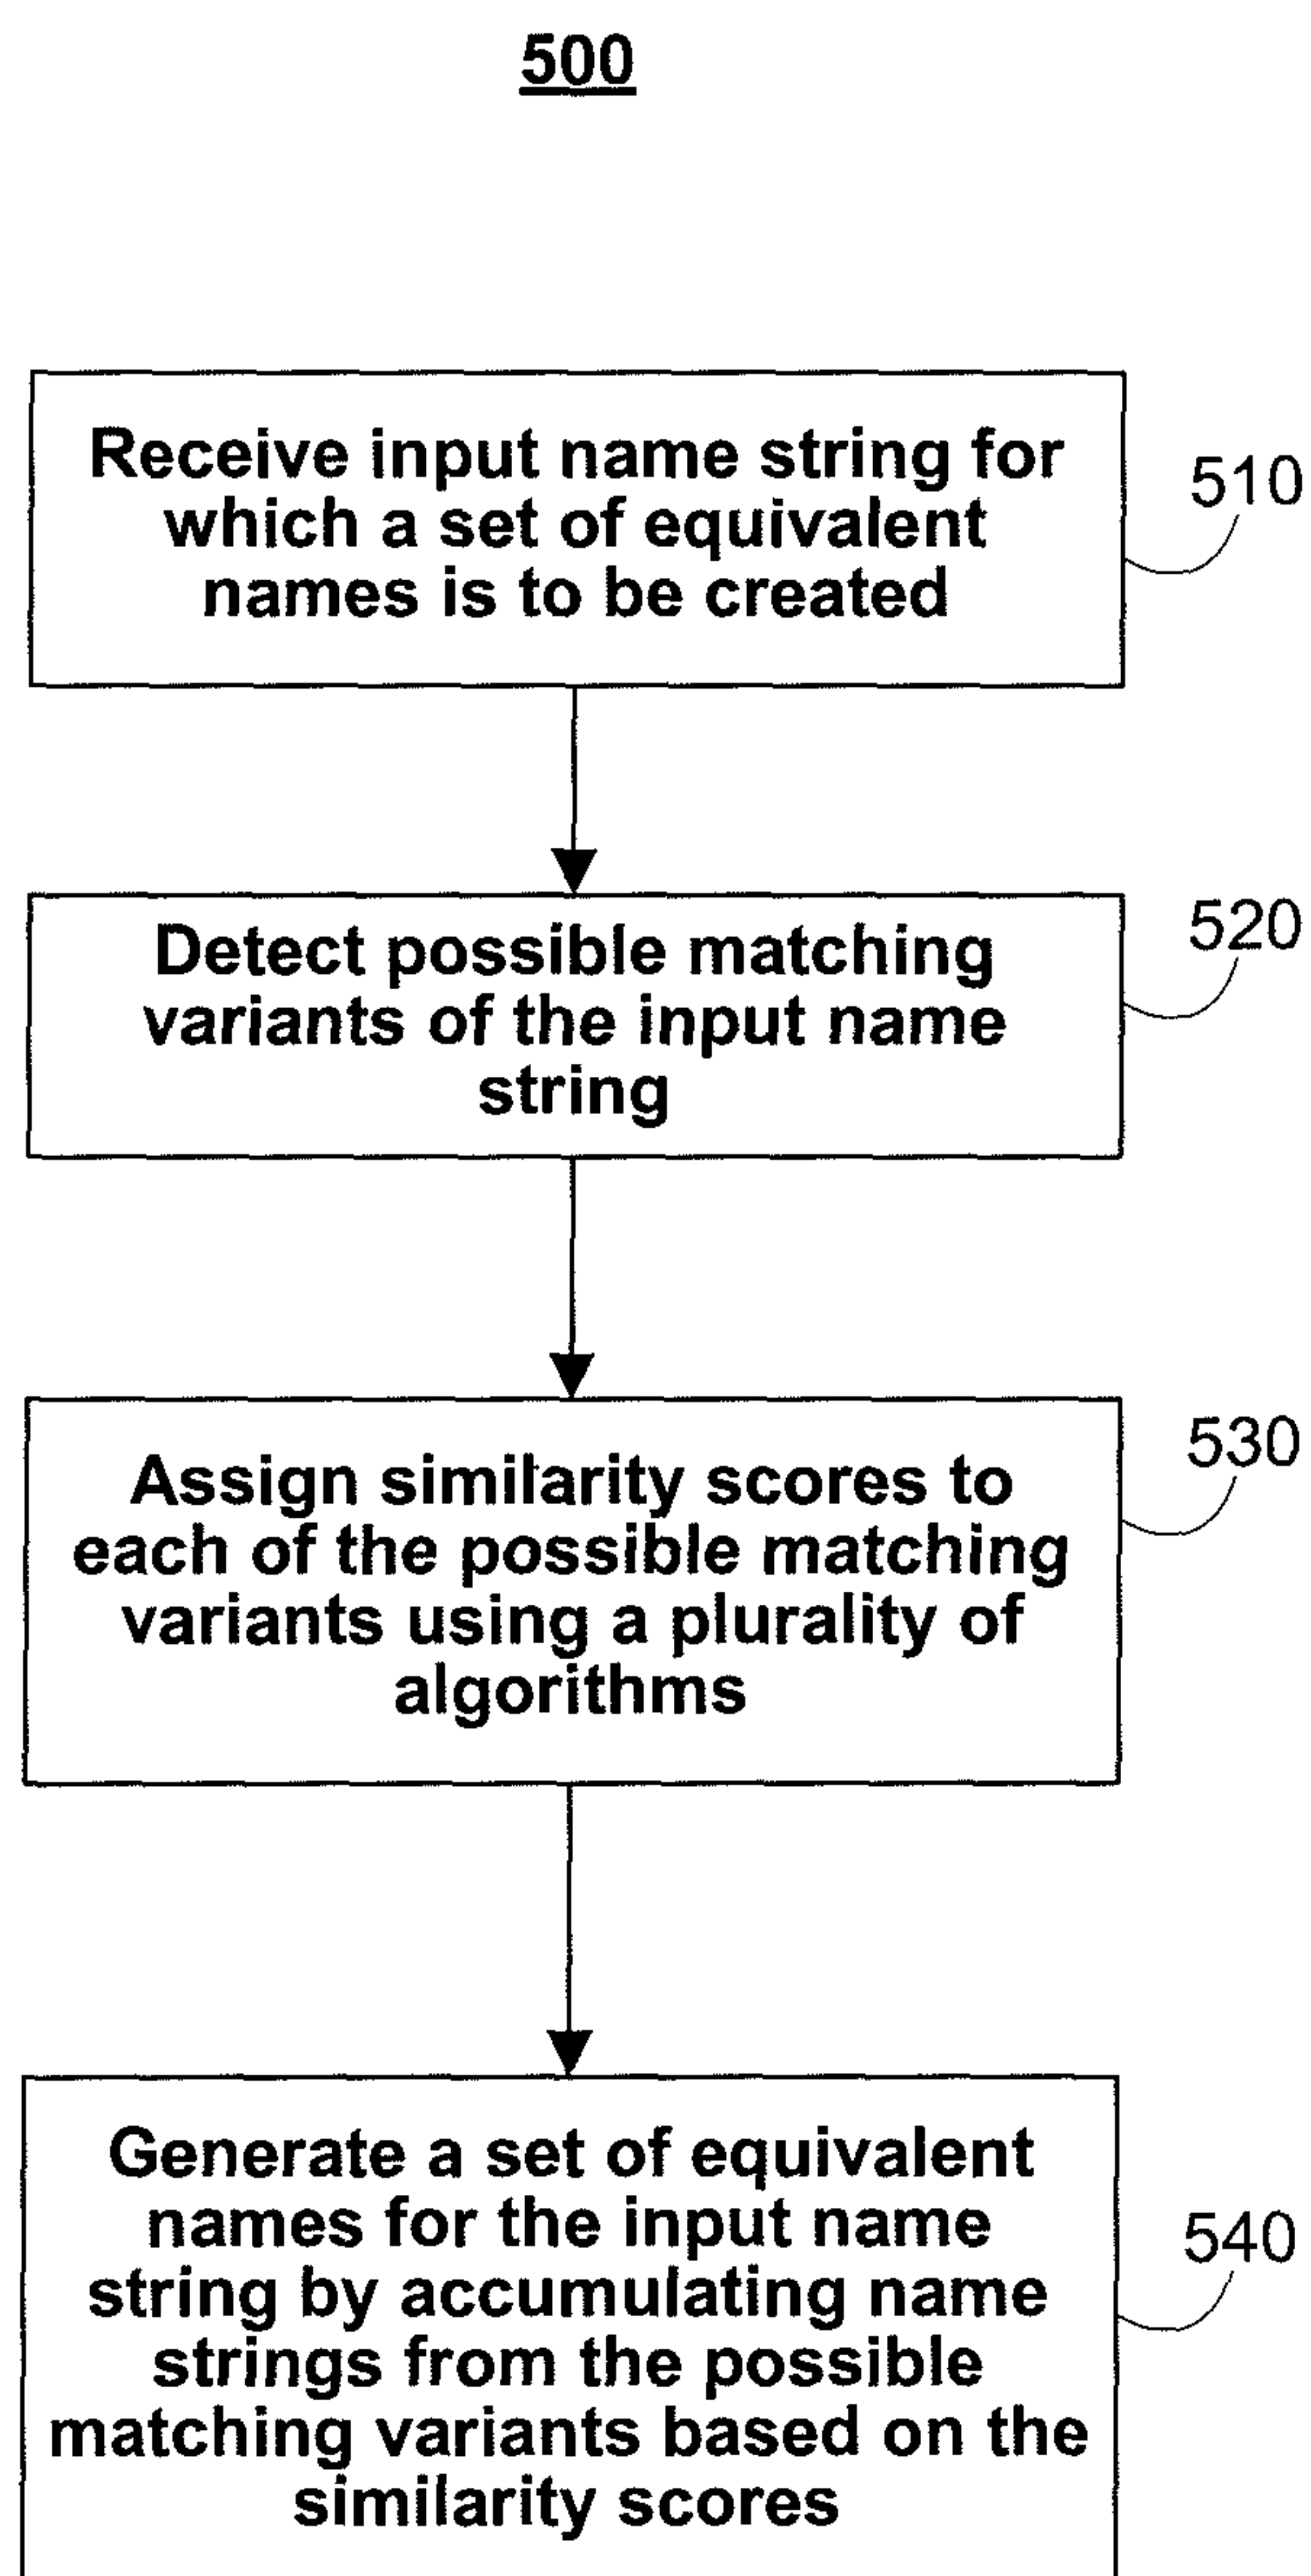 500
Receive input name string for
which a set of equivalent
names is to be created
510
Detect possible matching
variants of the input name
string
520
Assign similarity scores to
each of the possible matching
variants using a plurality of
algorithms
530
Generate a set of equivalent
names for the input name
string by accumulating name
strings from the possible
matching variants based on the
similarity scores
540